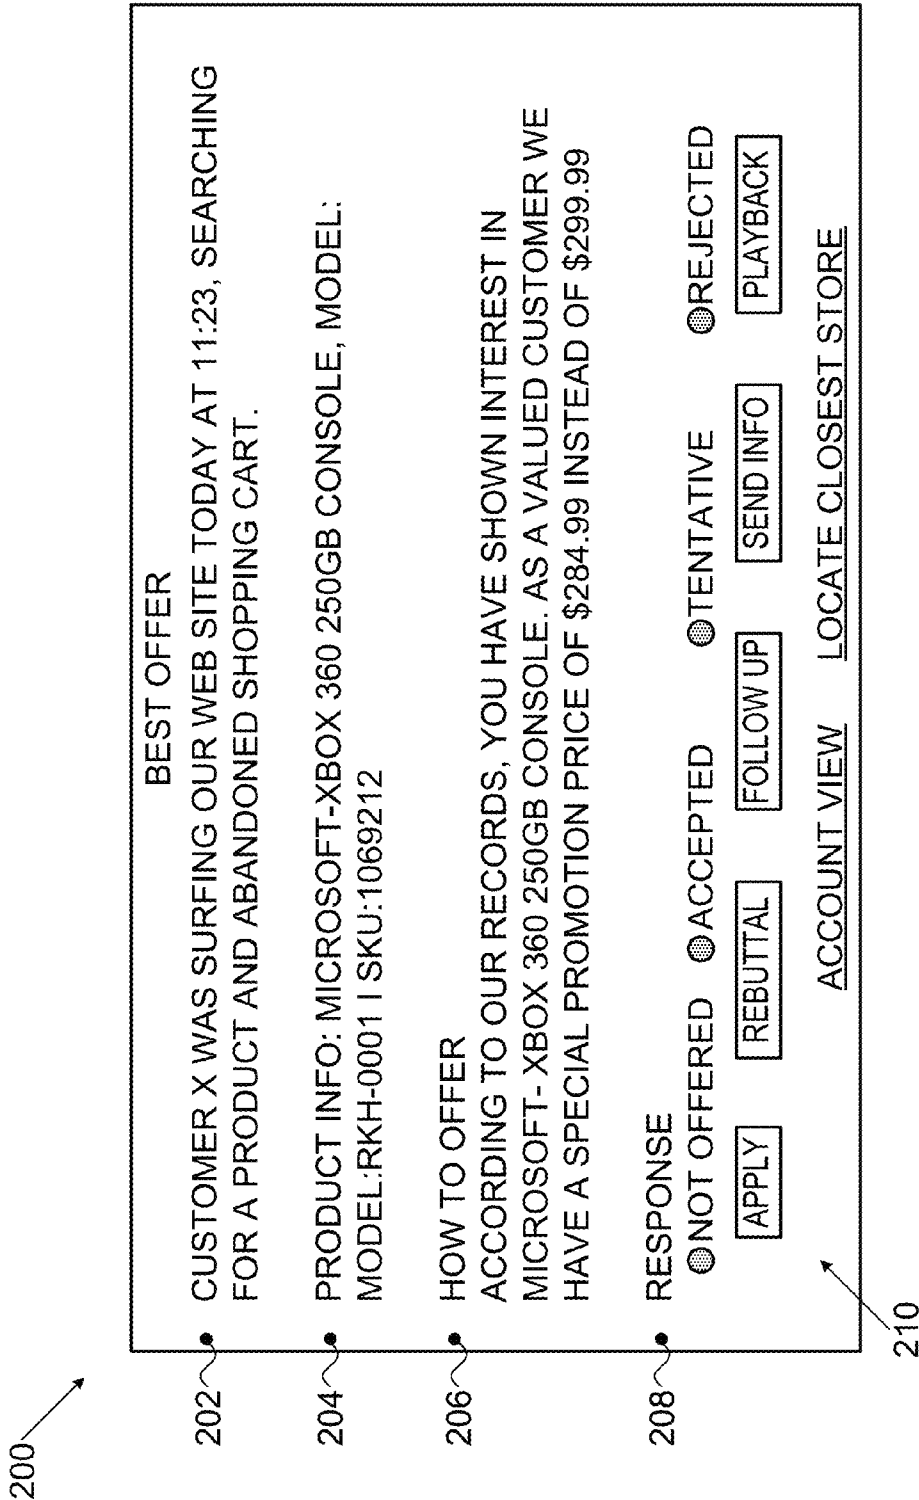 200
BEST OFFER
202
CUSTOMER X WAS SURFING OUR WEB SITE TODAY AT 11:23, SEARCHING
FOR A PRODUCT AND ABANDONED SHOPPING CART.
204
PRODUCT INFO: MICROSOFT-XBOX 360 250GB CONSOLE, MODEL:
MODEL:RKH-0001 I SKU:1069212
206
HOW TO OFFER
ACCORDING TO OUR RECORDS, YOU HAVE SHOWN INTEREST IN
MICROSOFT- XBOX 360 250GB CONSOLE. AS A VALUED CUSTOMER WE
HAVE A SPECIAL PROMOTION PRICE OF $284.99 INSTEAD OF $299.99
208
RESPONSE
NOT OFFERED ACCEPTED TENTATIVE REJECTED
APPLY REBUTTAL FOLLOW UP SEND INFO PLAYBACK
ACCOUNT VIEW LOCATE CLOSEST STORE
210